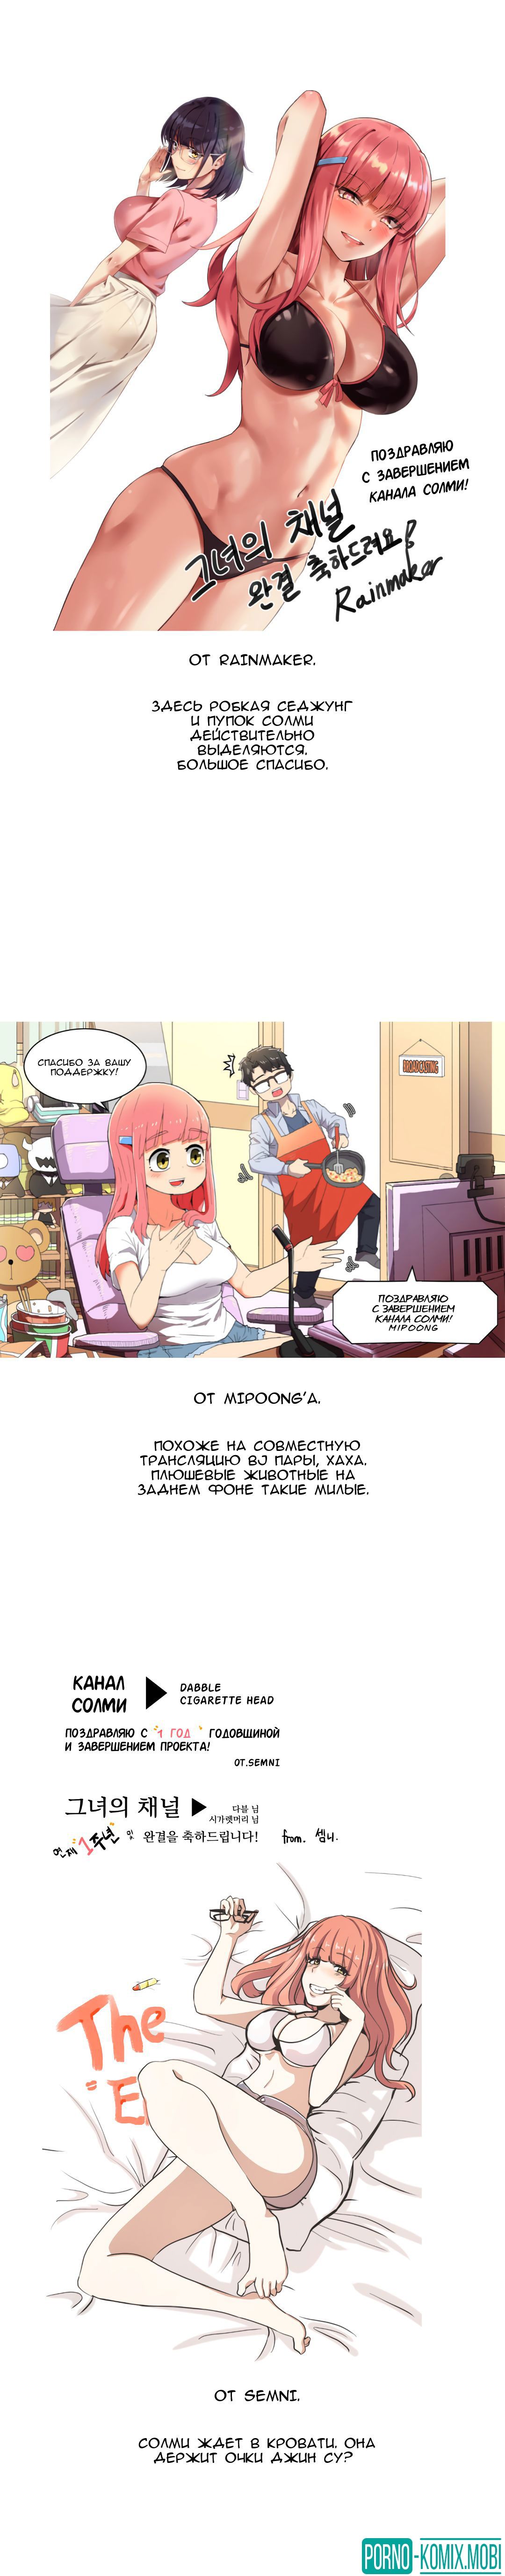 ПОЗДРАВЛЯЮ
С ЗАВЕРШЕНИЕМ
КАНАЛА СОЛМИ!
그녀의 채널
완결 축하드려요
Rainmaker
ОТ RAINMAKER.
ЗДЕСЬ РОБКАЯ СЕДЖУНГ
И ПУПОК СОЛМИ
ДЕЙСТВИТЕЛЬНО
ВЫДЕЛЯЮТСЯ.
БОЛЬШОЕ СПАСИБО.
СПАСИБО ЗА ВАШУ
ПОДДЕРЖКУ!
BROADCASTING
ПОЗДРАВЛЯЮ
С ЗАВЕРШЕНИЕМ
КАНАЛА СОЛМИ!
MIPOONG
ОТ MIPOONG'А.
ПОХОЖЕ НА СОВМЕСТНУЮ
ТРАНСЛЯЦИЮ BJ ПАРЫ, ХАХА.
ПЛЮШЕВЫЕ ЖИВОТНЫЕ НА
ЗАДНЕМ ФОНЕ ТАКИЕ МИЛЫЕ.
КАНАЛ
СОЛМИ
DABBLE
CIGARETTE HEAD
ПОЗДРАВЛЯЮ С 1 ГОД ГОДОВЩИНОЙ
И ЗАВЕРШЕНИЕМ ПРОЕКТА!
ОТ.SEMNI
그녀의 채널
다블 님
시가렛머리 님
연재 1주년 및 완결을 축하드립니다! from. 셈니.
The
E
ОТ SEMNI.
СОЛМИ ЖДЕТ В КРОВАТИ. ОНА
ДЕРЖИТ ОЧКИ ДЖИН СУ?
PORNO-KOMIX.MOBI